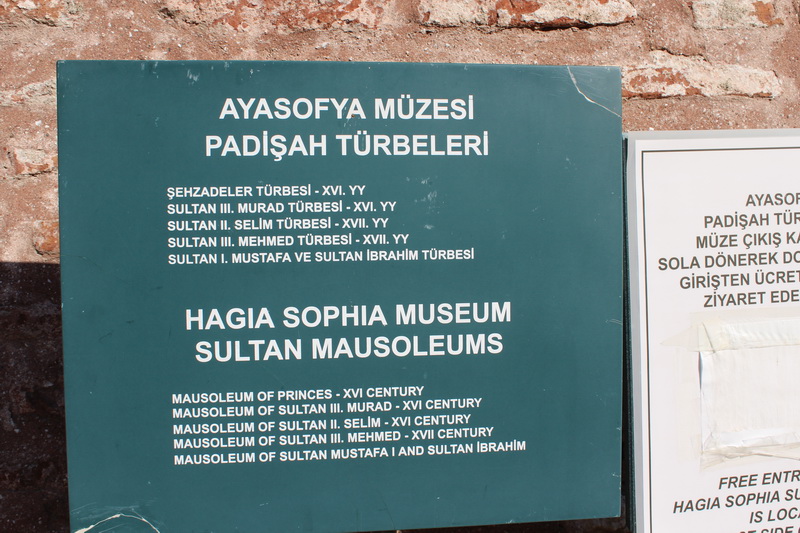 AYASOFYA MÜZESİ
PADİŞAH TÜRBELERİ
ŞEHZADELER TÜRBESİ - XVI. YY
SULTAN III. MURAD TÜRBESİ - XVI. YY
SULTAN II. SELİM TÜRBESİ - XVII. YY
SULTAN III. MEHMED TÜRBESİ - XVII. YY
SULTAN I. MUSTAFA VE SULTAN İBRAHİM TÜRBESİ
HAGIA SOPHIA MUSEUM
SULTAN MAUSOLEUMS
MAUSOLEUM OF PRINCES - XVI CENTURY
MAUSOLEUM OF SULTAN III. MURAD - XVI CENTURY
MAUSOLEUM OF SULTAN II. SELİM - XVI CENTURY
MAUSOLEUM OF SULTAN III. MEHMED - XVII CENTURY
MAUSOLEUM OF SULTAN MUSTAFA I AND SULTAN İBRAHİM
PADİŞAH
MÜZE ÇIKIŞ
SOLA DÖNEREK
GİRİŞTEN
ZİYARET
FREE
HAGIA SOPHIA
IS